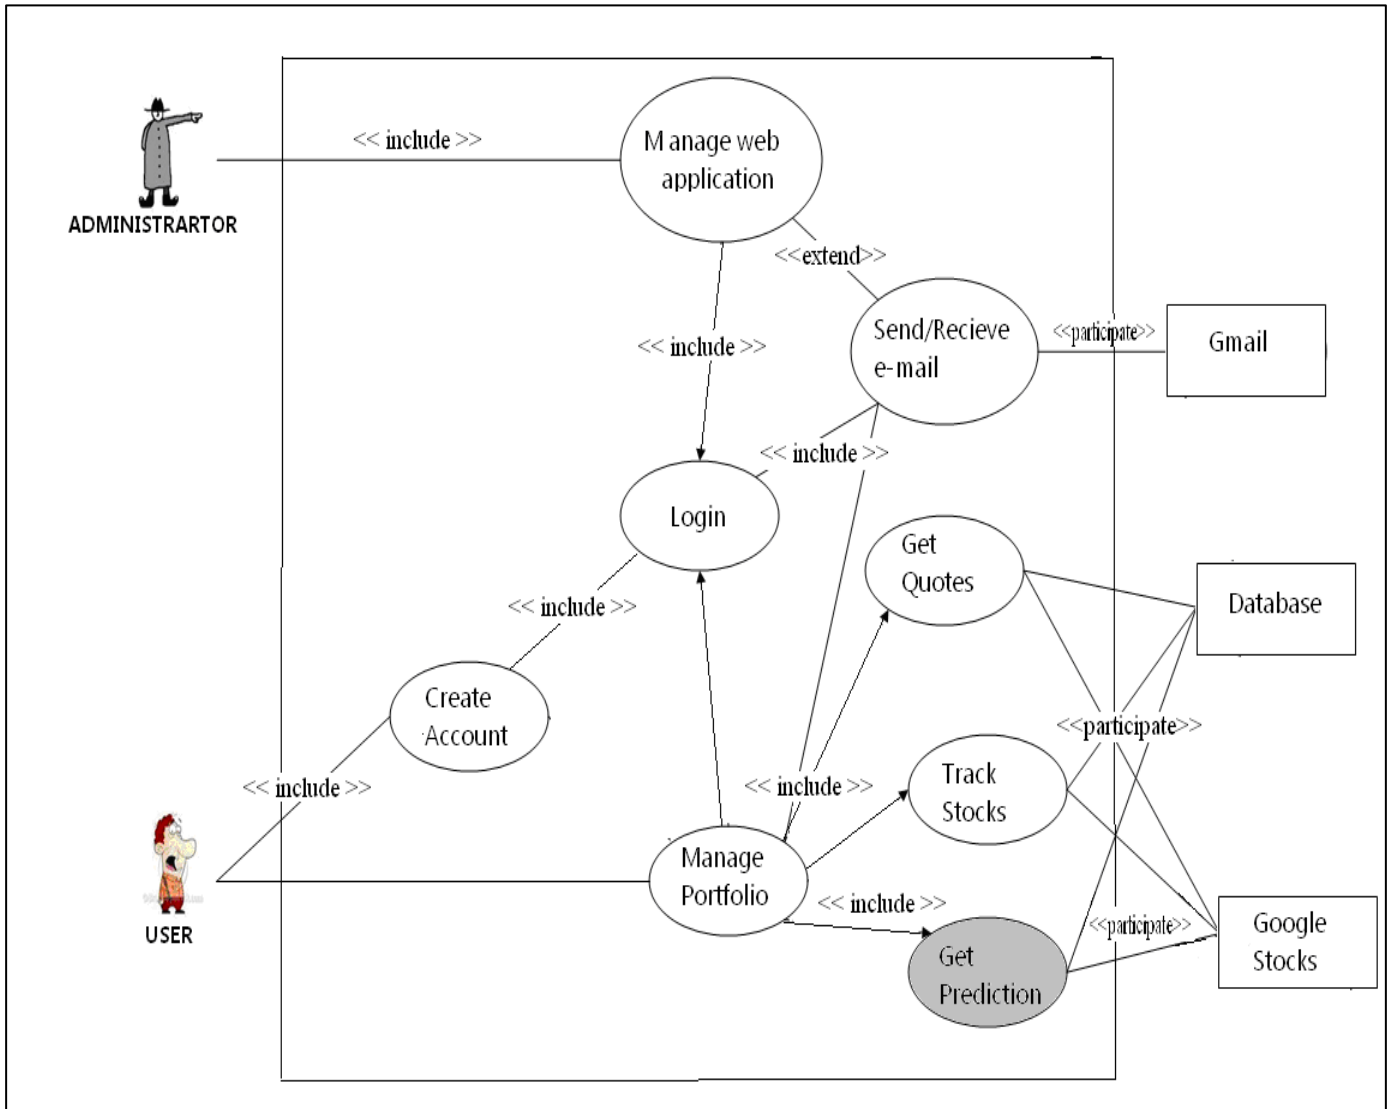 << include >>
M anage web
application
ADMINISTRARTOR
<<extend>>
Send/Recieve
e-mail
<<participate>>
Gmail
<< include >>
<< include >>
Login
Get
Quotes
Database
<< include >>
Create
Account
<<participate>>
Track
Stocks
<< include >>
<< include >>
Manage
Portfolio
USER
<< include >>
<<participate>>
Google
Stocks
Get
Prediction